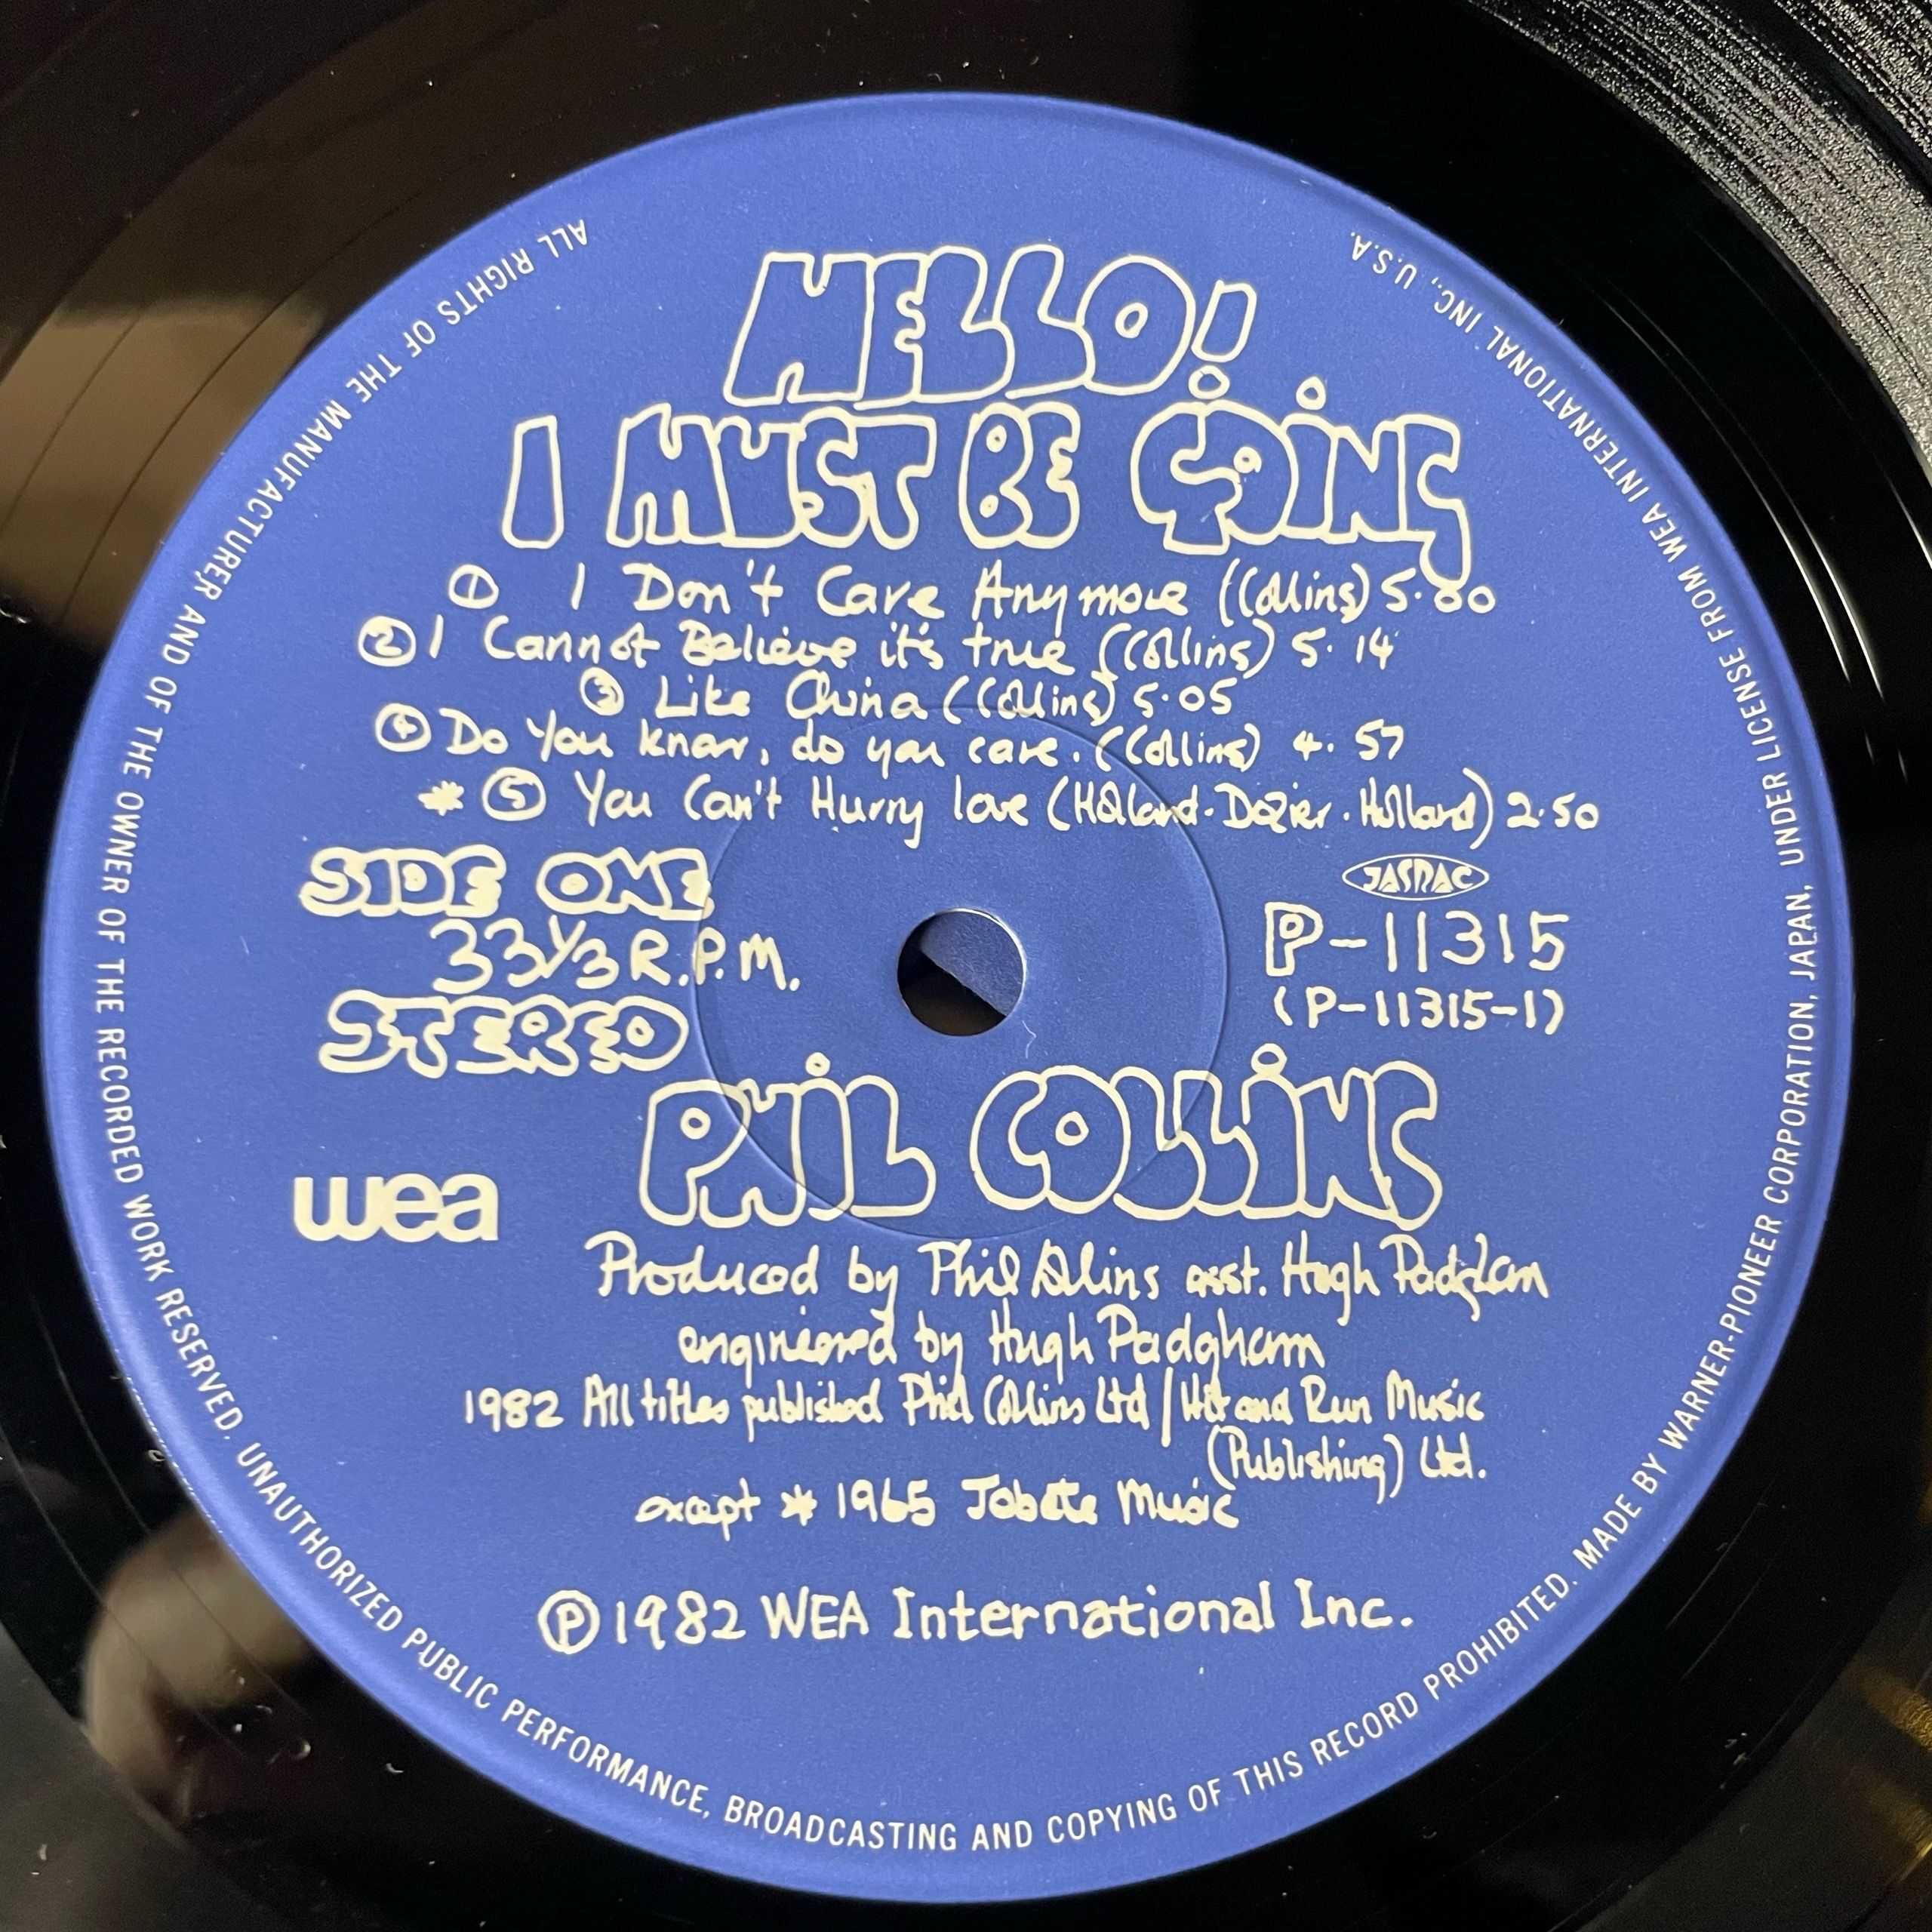 HELLO!
I MUST BE GOING
① I Don't Care Anymore (Collins) 5.00
② I Cannot Believe it's true (Collins) 5.14
③ Like China (Collins) 5.05
④ Do You know, do you care. (Collins) 4.57
* ⑤ You Can't Hurry love (Holland.Dozier.Holland) 2.50
SIDE ONE
33 1/3 R.P.M.
STEREO
JASRAC
P-11315
(P-11315-1)
PHiL COLLiNS
wea
Produced by Phil Collins asst. Hugh Padgham
engineered by Hugh Padgham
1982 All titles published Phil Collins Ltd / Hit and Run Music
(Publishing) Ltd.
except * 1965 Jobete Music
℗ 1982 WEA International Inc.
ALL RIGHTS OF THE MANUFACTURER AND OF THE OWNER OF THE RECORDED WORK RESERVED. UNAUTHORIZED PUBLIC PERFORMANCE, BROADCASTING AND COPYING OF THIS RECORD PROHIBITED. MADE BY WARNER-PIONEER CORPORATION, JAPAN, UNDER LICENSE FROM WEA INTERNATIONAL INC., U.S.A.